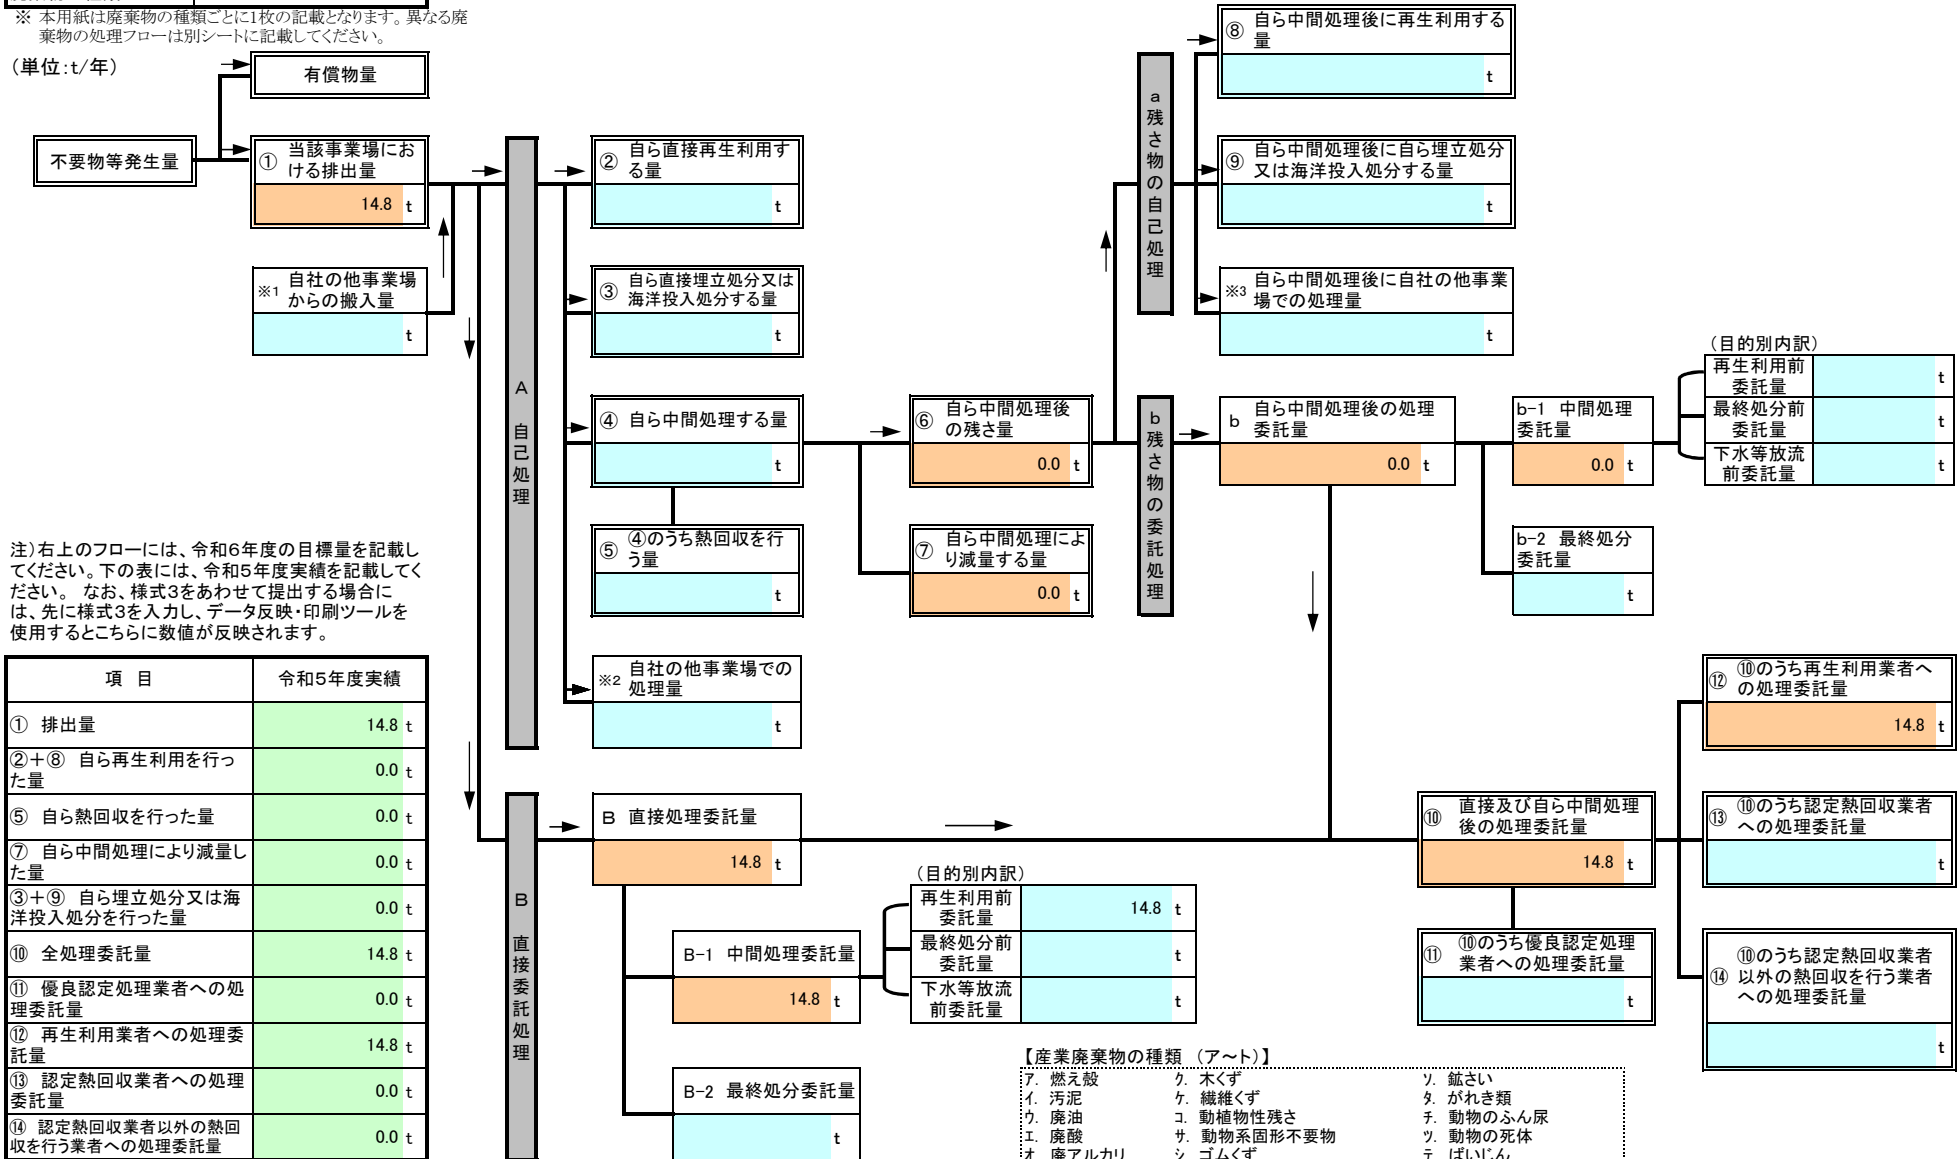 ※ 本用紙は廃棄物の種類ごとに1枚の記載となります。異なる廃
棄物の処理フローは別シートに記載してください。
(単位:t/年)
有償物量
不要物等発生量
① 当該事業場にお
ける排出量
14.8 t
※1 自社の他事業場
からの搬入量
t
A 自己処理
② 自ら直接再生利用す
る量
t
③ 自ら直接埋立処分又は
海洋投入処分する量
t
④ 自ら中間処理する量
t
⑤ ④のうち熱回収を行
う量
t
※2 自社の他事業場での
処理量
t
⑥ 自ら中間処理後
の残さ量
0.0 t
⑦ 自ら中間処理によ
り減量する量
0.0 t
a 残さ物の自己処理
⑧ 自ら中間処理後に再生利用する
量
t
⑨ 自ら中間処理後に自ら埋立処分
又は海洋投入処分する量
t
※3 自ら中間処理後に自社の他事業
場での処理量
t
b 残さ物の委託処理
b 自ら中間処理後の処理
委託量
0.0 t
b-1 中間処理
委託量
0.0 t
(目的別内訳)
再生利用前
委託量
t
最終処分前
委託量
t
下水等放流
前委託量
t
b-2 最終処分
委託量
t
注)右上のフローには、令和6年度の目標量を記載し
てください。下の表には、令和5年度実績を記載してく
ださい。 なお、様式3をあわせて提出する場合に
は、先に様式3を入力し、データ反映・印刷ツールを
使用するとこちらに数値が反映されます。
項 目 令和5年度実績
① 排出量 14.8 t
②+⑧ 自ら再生利用を行っ
た量 0.0 t
⑤ 自ら熱回収を行った量 0.0 t
⑦ 自ら中間処理により減量し
た量 0.0 t
③+⑨ 自ら埋立処分又は海
洋投入処分を行った量 0.0 t
⑩ 全処理委託量 14.8 t
⑪ 優良認定処理業者への処
理委託量 0.0 t
⑫ 再生利用業者への処理委
託量 14.8 t
⑬ 認定熱回収業者への処理
委託量 0.0 t
⑭ 認定熱回収業者以外の熱回
収を行う業者への処理委託量 0.0 t
B 直接委託処理
B 直接処理委託量
14.8 t
B-1 中間処理委託量
14.8 t
(目的別内訳)
再生利用前
委託量
14.8 t
最終処分前
委託量
t
下水等放流
前委託量
t
B-2 最終処分委託量
t
⑩ 直接及び自ら中間処理
後の処理委託量
14.8 t
⑪ ⑩のうち優良認定処理
業者への処理委託量
t
⑫ ⑩のうち再生利用業者へ
の処理委託量
14.8 t
⑬ ⑩のうち認定熱回収業者
への処理委託量
t
⑭ ⑩のうち認定熱回収業者
以外の熱回収を行う業者
への処理委託量
t
【産業廃棄物の種類 (ア~ト)】
ア. 燃え殻 ク. 木くず ソ. 鉱さい
イ. 汚泥 ケ. 繊維くず タ. がれき類
ウ. 廃油 コ. 動植物性残さ チ. 動物のふん尿
エ. 廃酸 サ. 動物系固形不要物 ツ. 動物の死体
オ. 廃アルカリ シ. ゴムくず テ. ばいじん